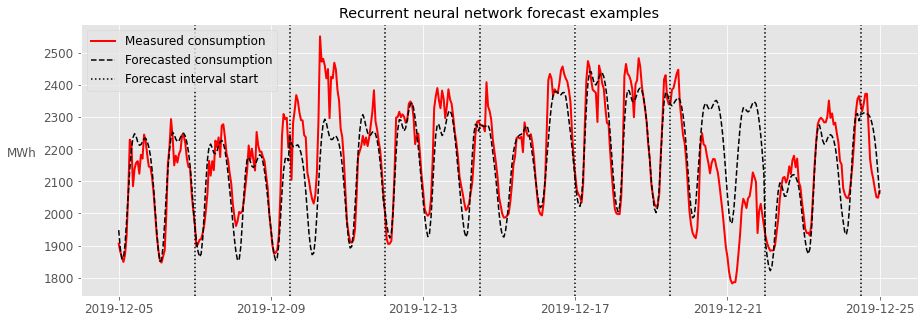 Recurrent neural network forecast examples
Measured consumption
Forecasted consumption
Forecast interval start
MWh
2500
2400
2300
2200
2100
2000
1900
1800
2019-12-05 2019-12-09 2019-12-13 2019-12-17 2019-12-21 2019-12-25